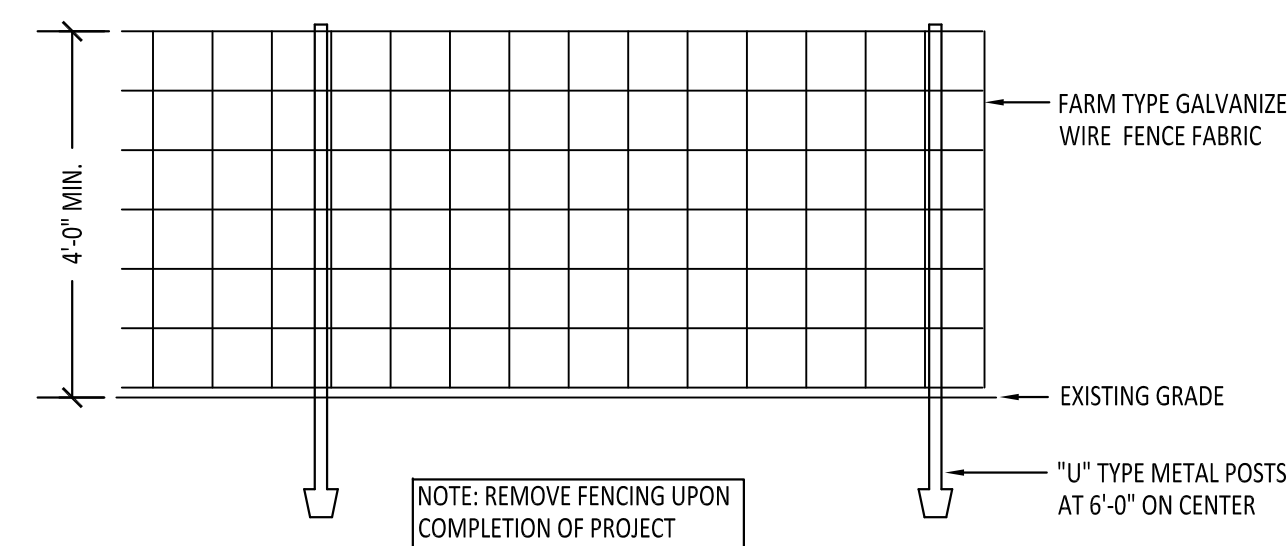 FARM TYPE GALVANIZE
WIRE FENCE FABRIC
4'-0" MIN.
EXISTING GRADE
"U" TYPE METAL POSTS
AT 6'-0" ON CENTER
NOTE: REMOVE FENCING UPON
COMPLETION OF PROJECT